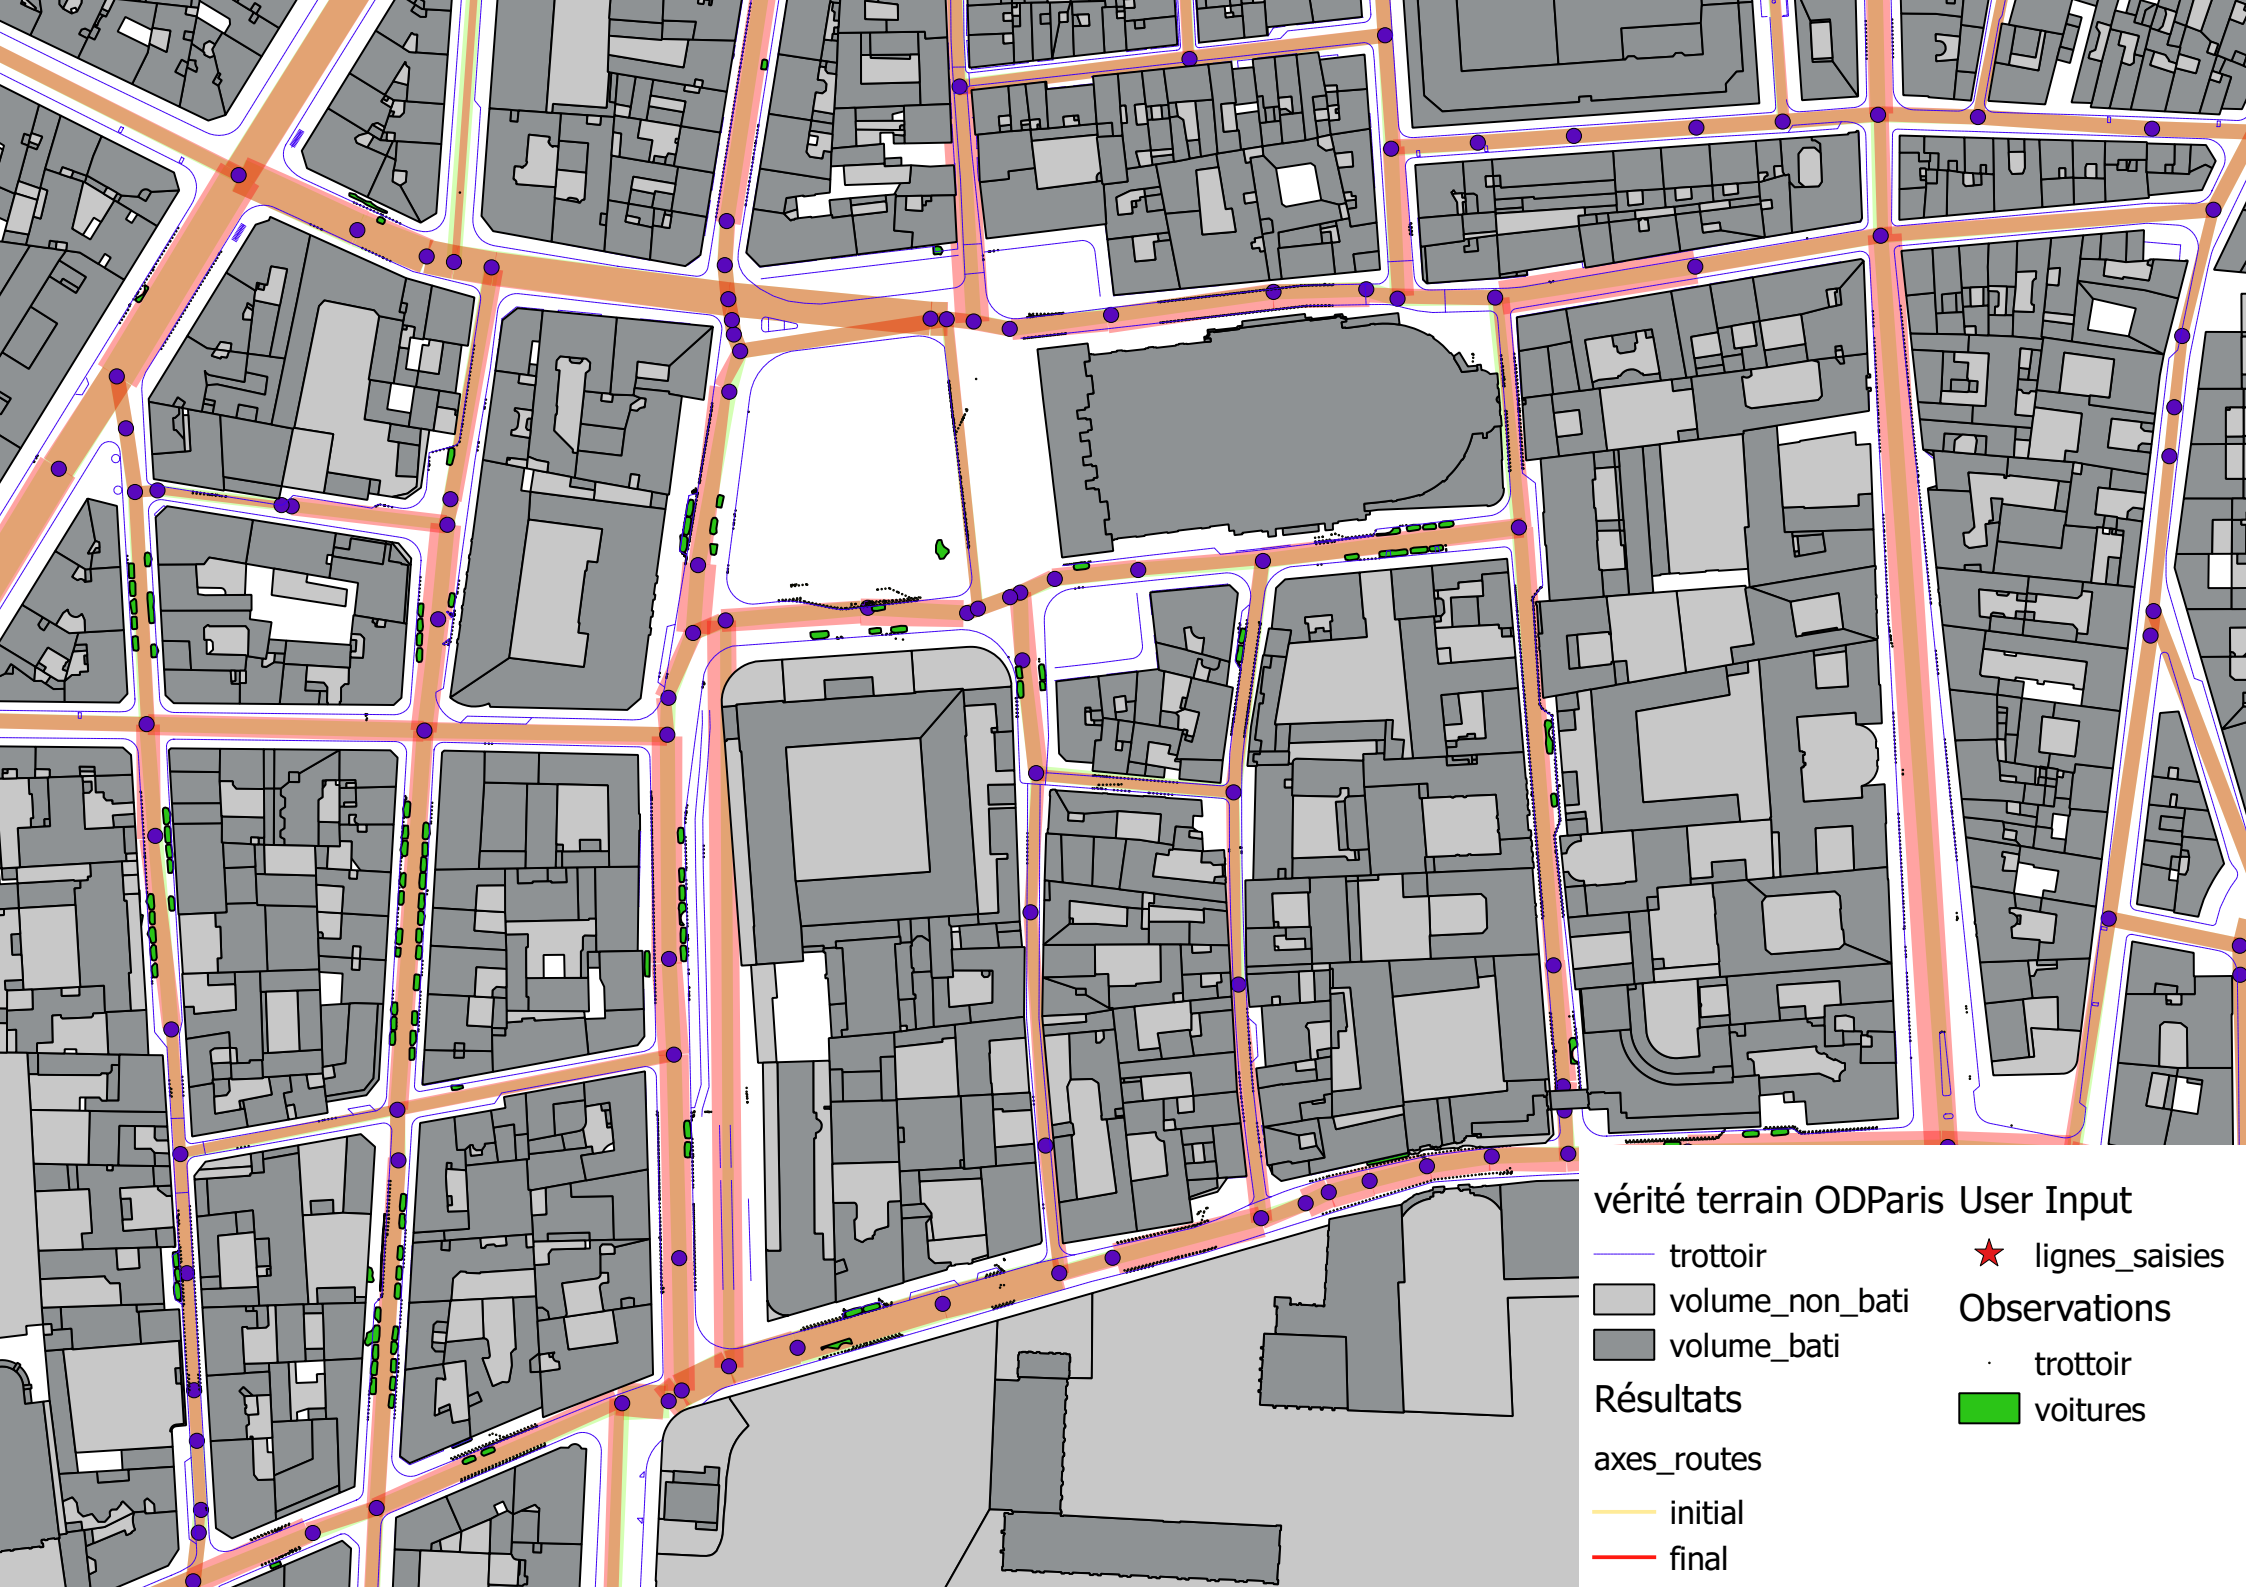 vérité terrain ODParis
trottoir
volume_non_bati
volume_bati
Résultats
axes_routes
initial
final
User Input
lignes_saisies
Observations
trottoir
voitures